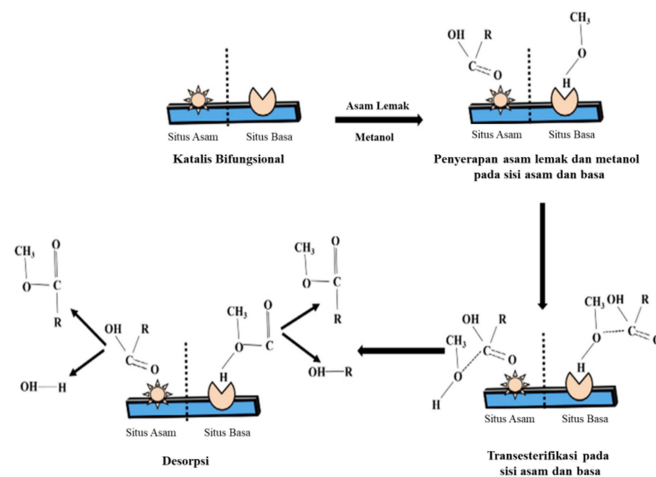 OH R
C
O
CH₃
O
H
Situs Asam Situs Basa
Katalis Bifungsional
Asam Lemak
Metanol
Situs Asam Situs Basa
Penyerapan asam lemak dan metanol
pada sisi asam dan basa
CH₃ O
O C
R
OH R
C
O
OH H
CH₃ O
O C
H
CH₃ O
O C
R
OH R
Situs Asam Situs Basa
Desorpsi
OH R
CH₃
C
O
O
H
CH₃ OH R
O C
O
H
Situs Asam Situs Basa
Transesterifikasi pada
sisi asam dan basa